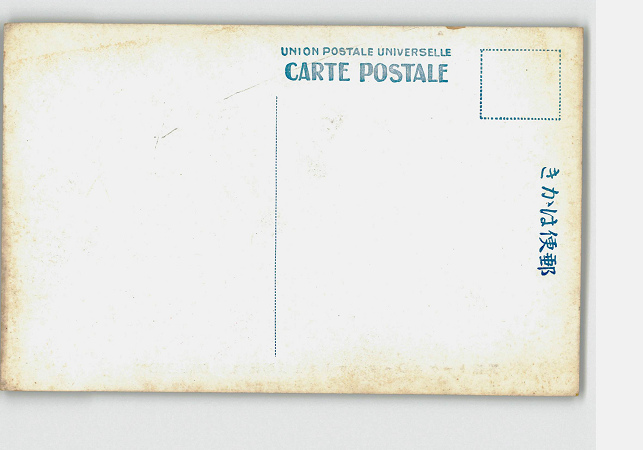 UNION POSTALE UNIVERSELLE
CARTE POSTALE
きかは便郵